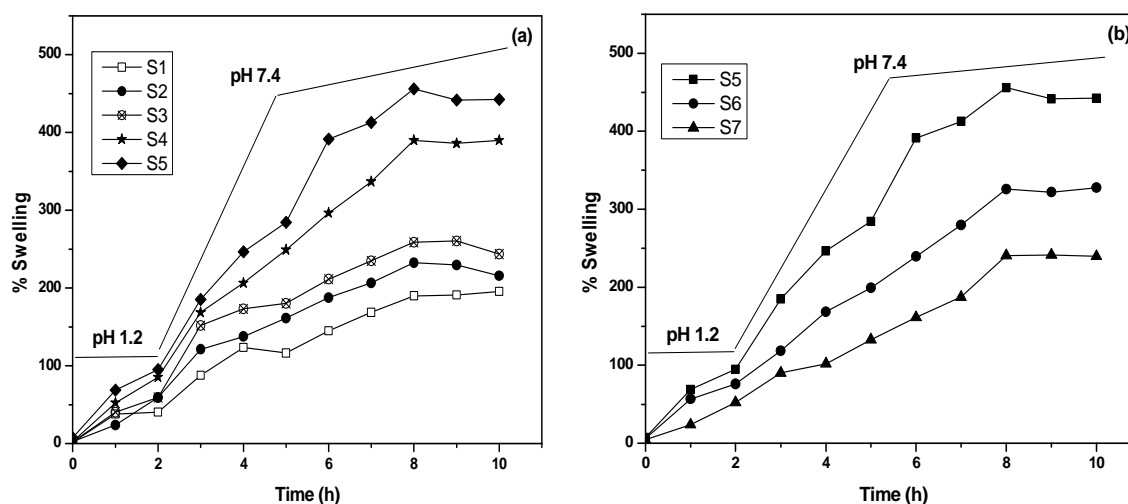 (a)
500
400
300
200
100
0
% Swelling
S1
S2
S3
S4
S5
pH 7.4
pH 1.2
0 2 4 6 8 10
Time (h)
(b)
500
400
300
200
100
0
% Swelling
S5
S6
S7
pH 7.4
pH 1.2
0 2 4 6 8 10
Time (h)